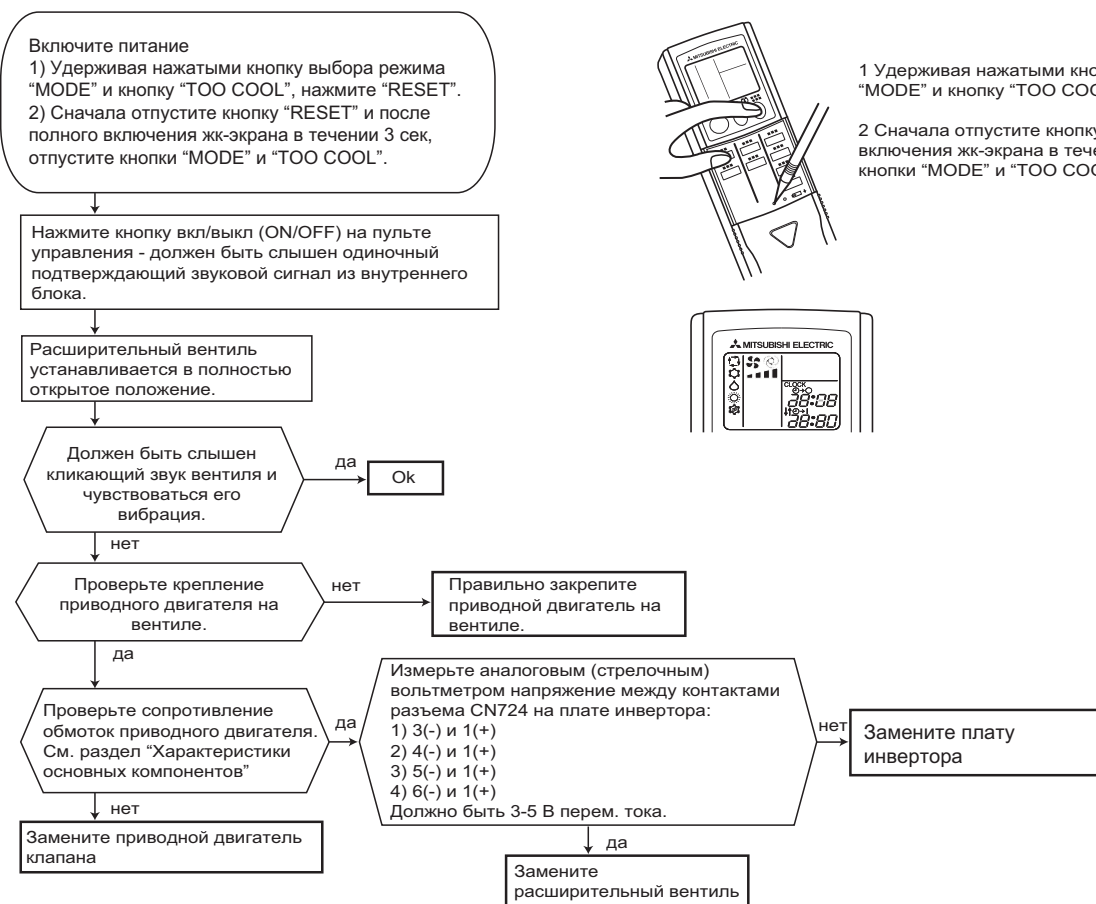 Включите питание
1) Удерживая нажатыми кнопку выбора режима
“MODE” и кнопку “TOO COOL”, нажмите “RESET”.
2) Сначала отпустите кнопку “RESET” и после
полного включения жк-экрана в течении 3 сек,
отпустите кнопки “MODE” и “TOO COOL”.
Нажмите кнопку вкл/выкл (ON/OFF) на пульте
управления - должен быть слышен одиночный
подтверждающий звуковой сигнал из внутреннего
блока.
Расширительный вентиль
устанавливается в полностью
открытое положение.
Должен быть слышен
кликающий звук вентиля и
чувствоваться его
вибрация.
да
Ok
нет
Проверьте крепление
приводного двигателя на
вентиле.
нет
Правильно закрепите
приводной двигатель на
вентиле.
да
Проверьте сопротивление
обмоток приводного двигателя.
См. раздел “Характеристики
основных компонентов”
да
Измерьте аналоговым (стрелочным)
вольтметром напряжение между контактами
разъема CN724 на плате инвертора:
1) 3(-) и 1(+)
2) 4(-) и 1(+)
3) 5(-) и 1(+)
4) 6(-) и 1(+)
Должно быть 3-5 В перем. тока.
нет
Замените плату
инвертора
нет
Замените приводной двигатель
клапана
да
Замените
расширительный вентиль
MITSUBISHI ELECTRIC
1 Удерживая нажатыми
“MODE” и кнопку “TOO
2 Сначала отпустите
включения жк-экрана в
кнопки “MODE” и “TOO
MITSUBISHI ELECTRIC
CLOCK
38:08
38:80